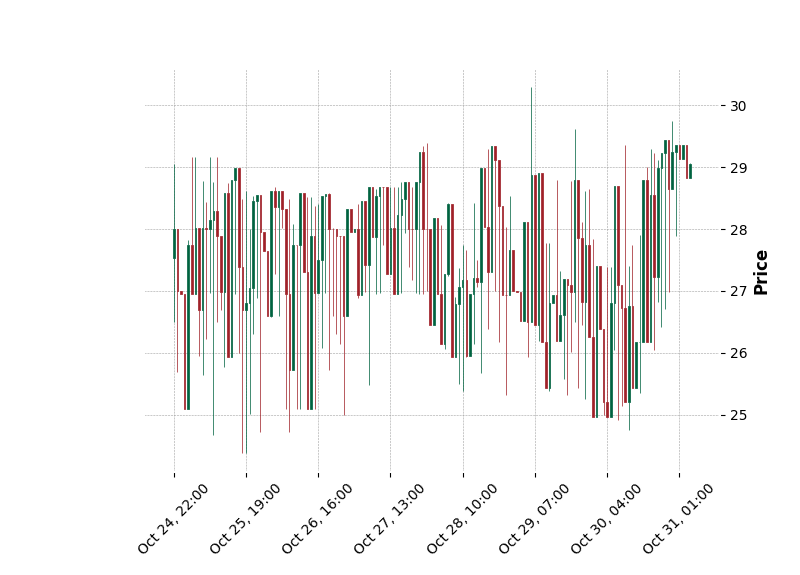 30
29
28
27
26
25
Price
Oct 24, 22:00
Oct 25, 19:00
Oct 26, 16:00
Oct 27, 13:00
Oct 28, 10:00
Oct 29, 07:00
Oct 30, 04:00
Oct 31, 01:00